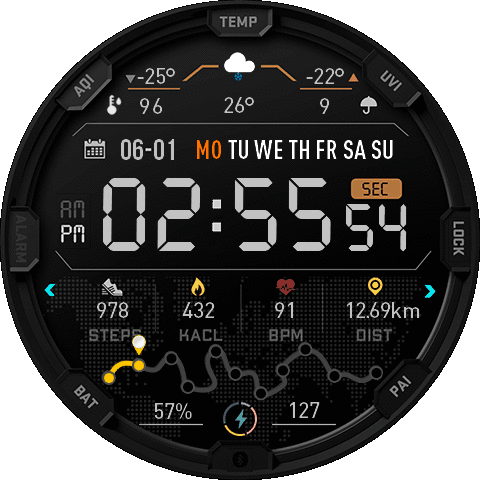 TEMP
AQI
UVI
-25°
-22°
96
26°
9
06-01 MO TU WE TH FR SA SU
AM
PM
02:55
SEC
54
ALARM
LOCK
978
432
91
12.69km
STEPS
KACL
BPM
DIST
BAT
PAI
57%
127